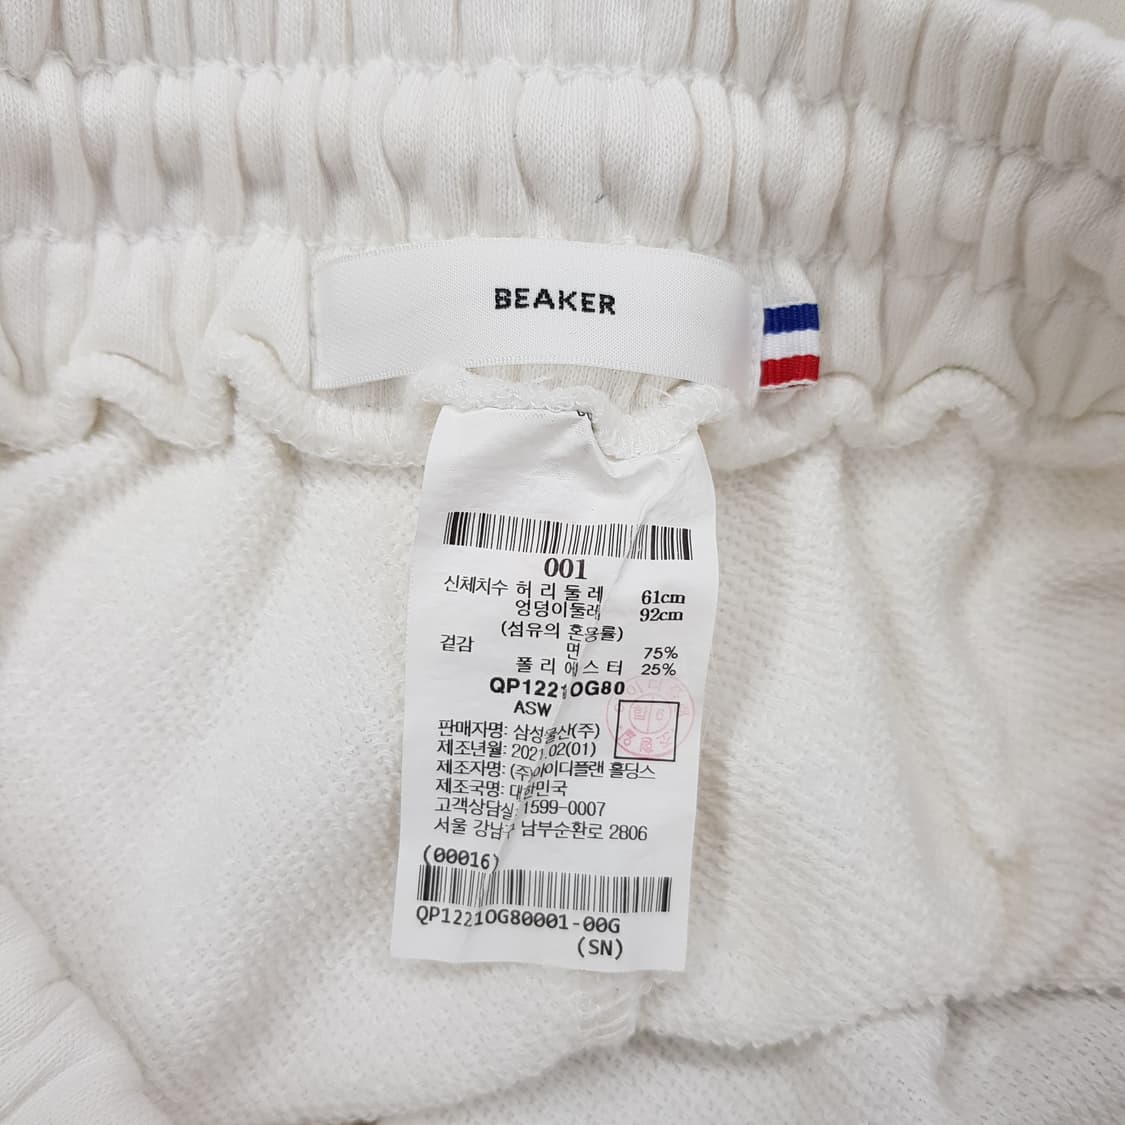 BEAKER
001
신체치수 허 리 둘 레 61cm
엉덩이둘레 92cm
(섬유의 혼용률)
겉감 면 75%
폴 리 에 스 터 25%
QP1221OG80
ASW
판매자명: 삼성물산(주)
제조년월: 2021.02(01)
제조자명: (주)아이디플랜 홀딩스
제조국명: 대한민국
고객상담실: 1599-0007
서울 강남구 남부순환로 2806
(00016)
QP1221OG80001-00G
(SN)